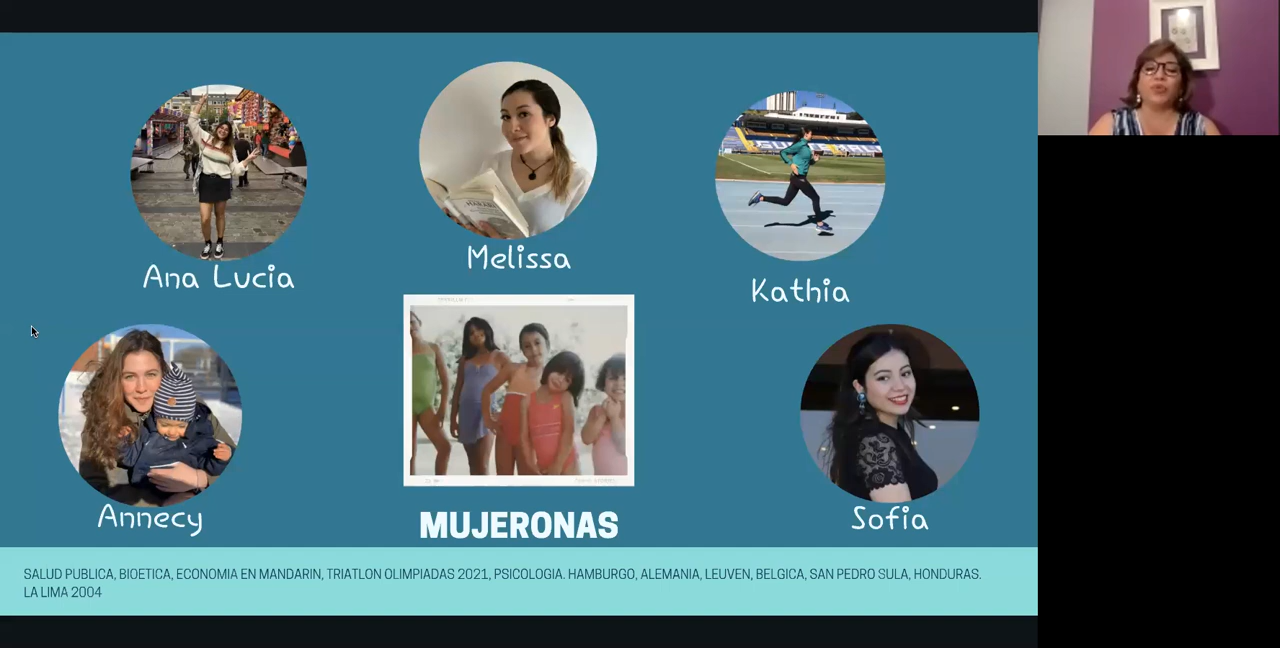 Ana Lucia
Melissa
Kathia
Annecy
MUJERONAS
Sofia
SALUD PUBLICA, BIOETICA, ECONOMIA EN MANDARIN, TRIATLON OLIMPIADAS 2021, PSICOLOGIA. HAMBURGO, ALEMANIA, LEUVEN, BELGICA, SAN PEDRO SULA, HONDURAS.
LA LIMA 2004